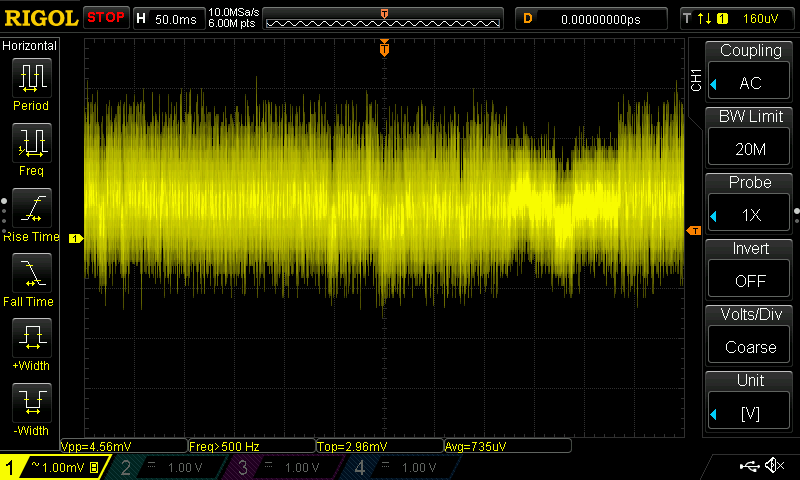 RIGOL STOP H 50.0ms 10.0MSa/s 6.00M pts T D 0.00000000ps T 1 160uV
Horizontal
Period
Freq
Rise Time
Fall Time
+Width
-Width
T
1
T
CH1
Coupling
AC
BW Limit
20M
Probe
1X
Invert
OFF
Volts/Div
Coarse
Unit
[V]
Vpp=4.56mV Freq>500 Hz Top=2.96mV Avg=735uV
1 ~ 1.00mV B 2 1.00 V 3 1.00 V 4 1.00 V